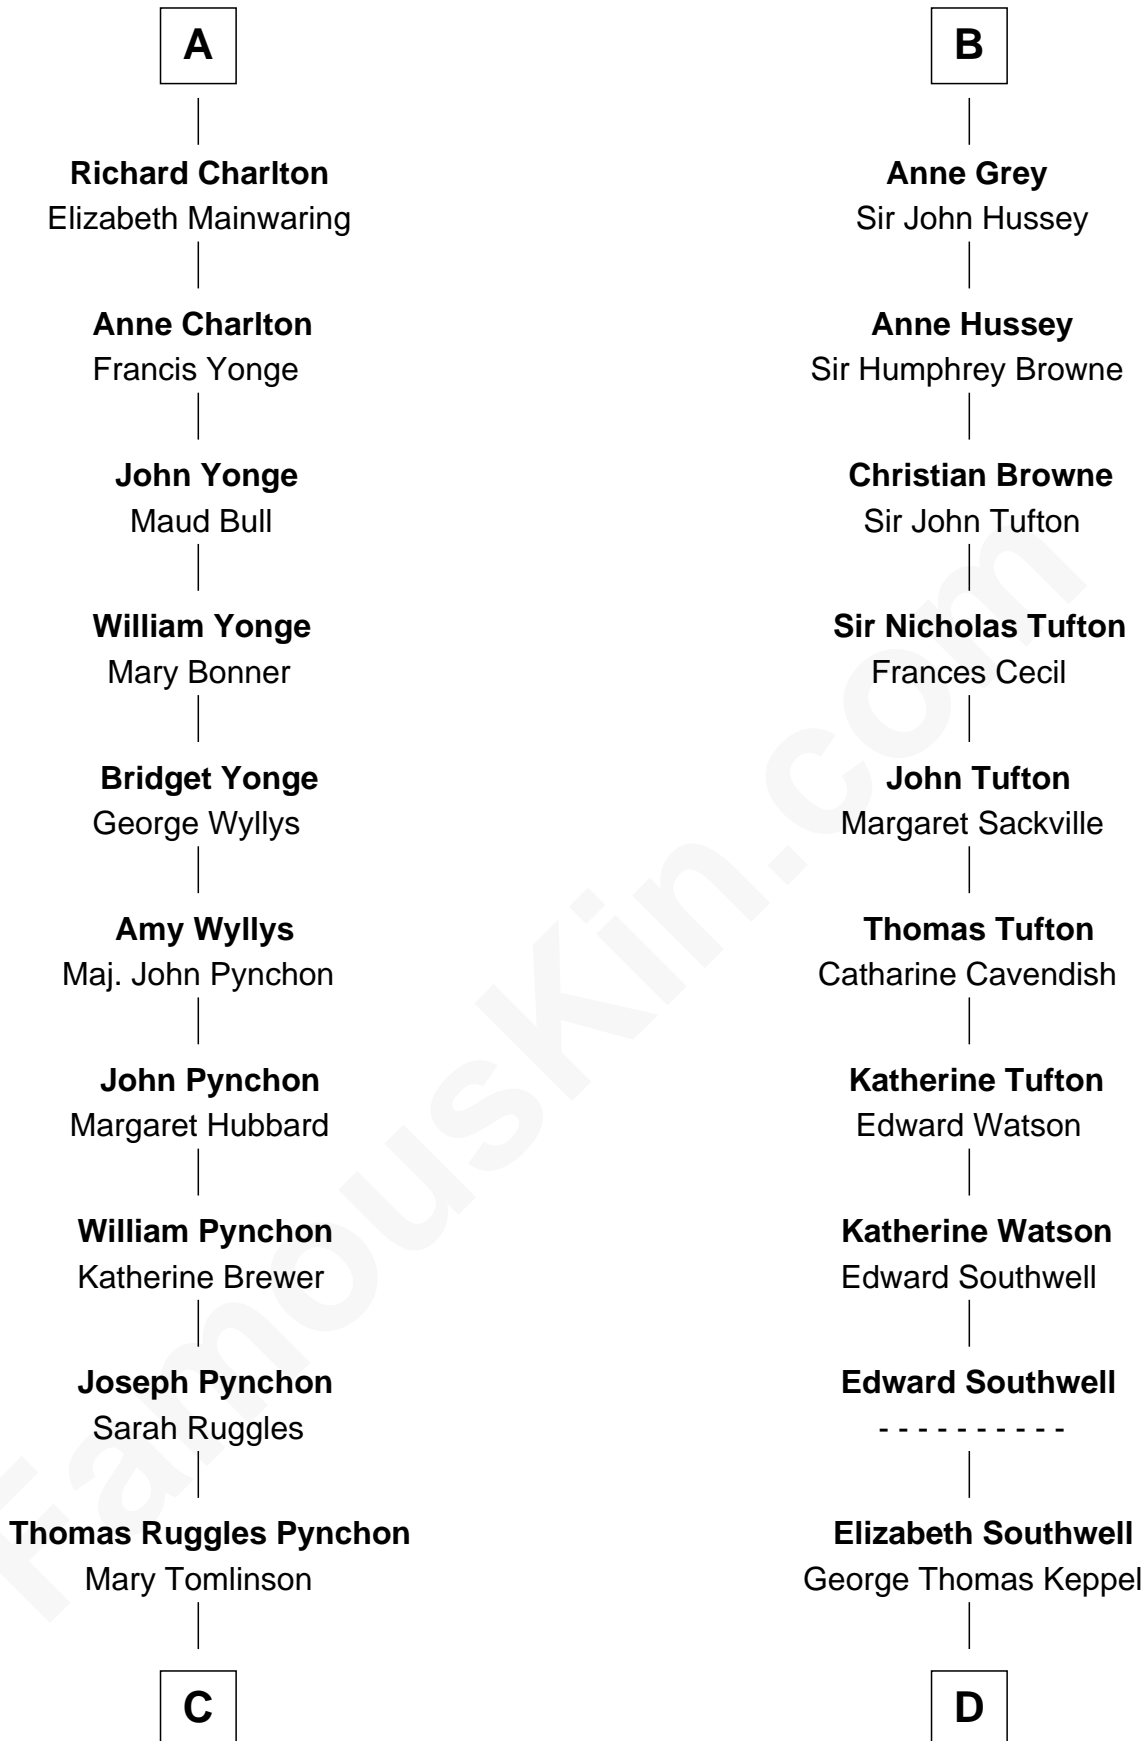 A
Richard Charlton
Elizabeth Mainwaring
Anne Charlton
Francis Yonge
John Yonge
Maud Bull
William Yonge
Mary Bonner
Bridget Yonge
George Wyllys
Amy Wyllys
Maj. John Pynchon
John Pynchon
Margaret Hubbard
William Pynchon
Katherine Brewer
Joseph Pynchon
Sarah Ruggles
Thomas Ruggles Pynchon
Mary Tomlinson
C
B
Anne Grey
Sir John Hussey
Anne Hussey
Sir Humphrey Browne
Christian Browne
Sir John Tufton
Sir Nicholas Tufton
Frances Cecil
John Tufton
Margaret Sackville
Thomas Tufton
Catharine Cavendish
Katherine Tufton
Edward Watson
Katherine Watson
Edward Southwell
Edward Southwell
- - - - - - - - - -
Elizabeth Southwell
George Thomas Keppel
D
FamousKin.com